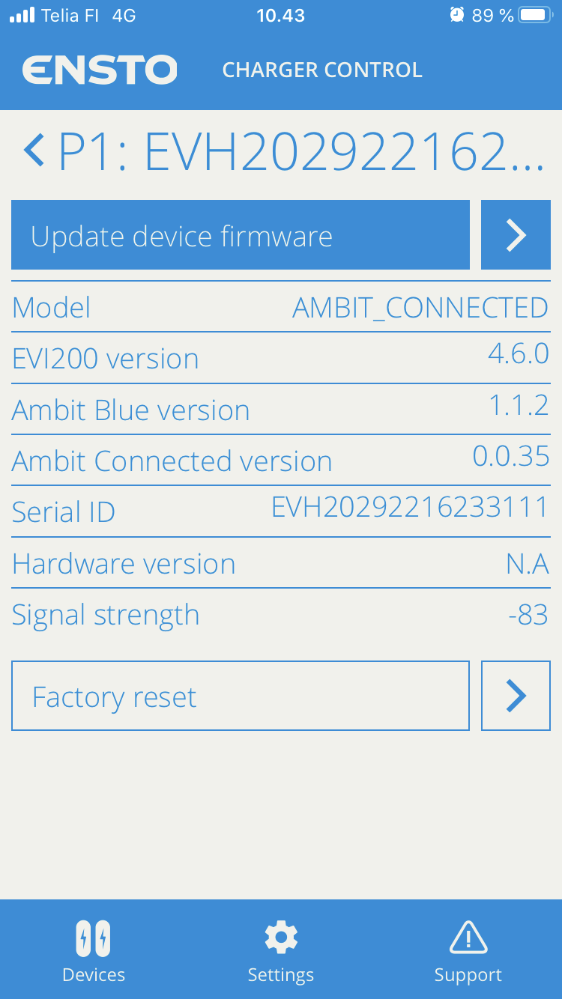 Telia FI 4G 10.43 89 %
ENSTO CHARGER CONTROL
P1: EVH202922162...
Update device firmware
Model AMBIT_CONNECTED
EVI200 version 4.6.0
Ambit Blue version 1.1.2
Ambit Connected version 0.0.35
Serial ID EVH20292216233111
Hardware version N.A
Signal strength -83
Factory reset
Devices Settings Support